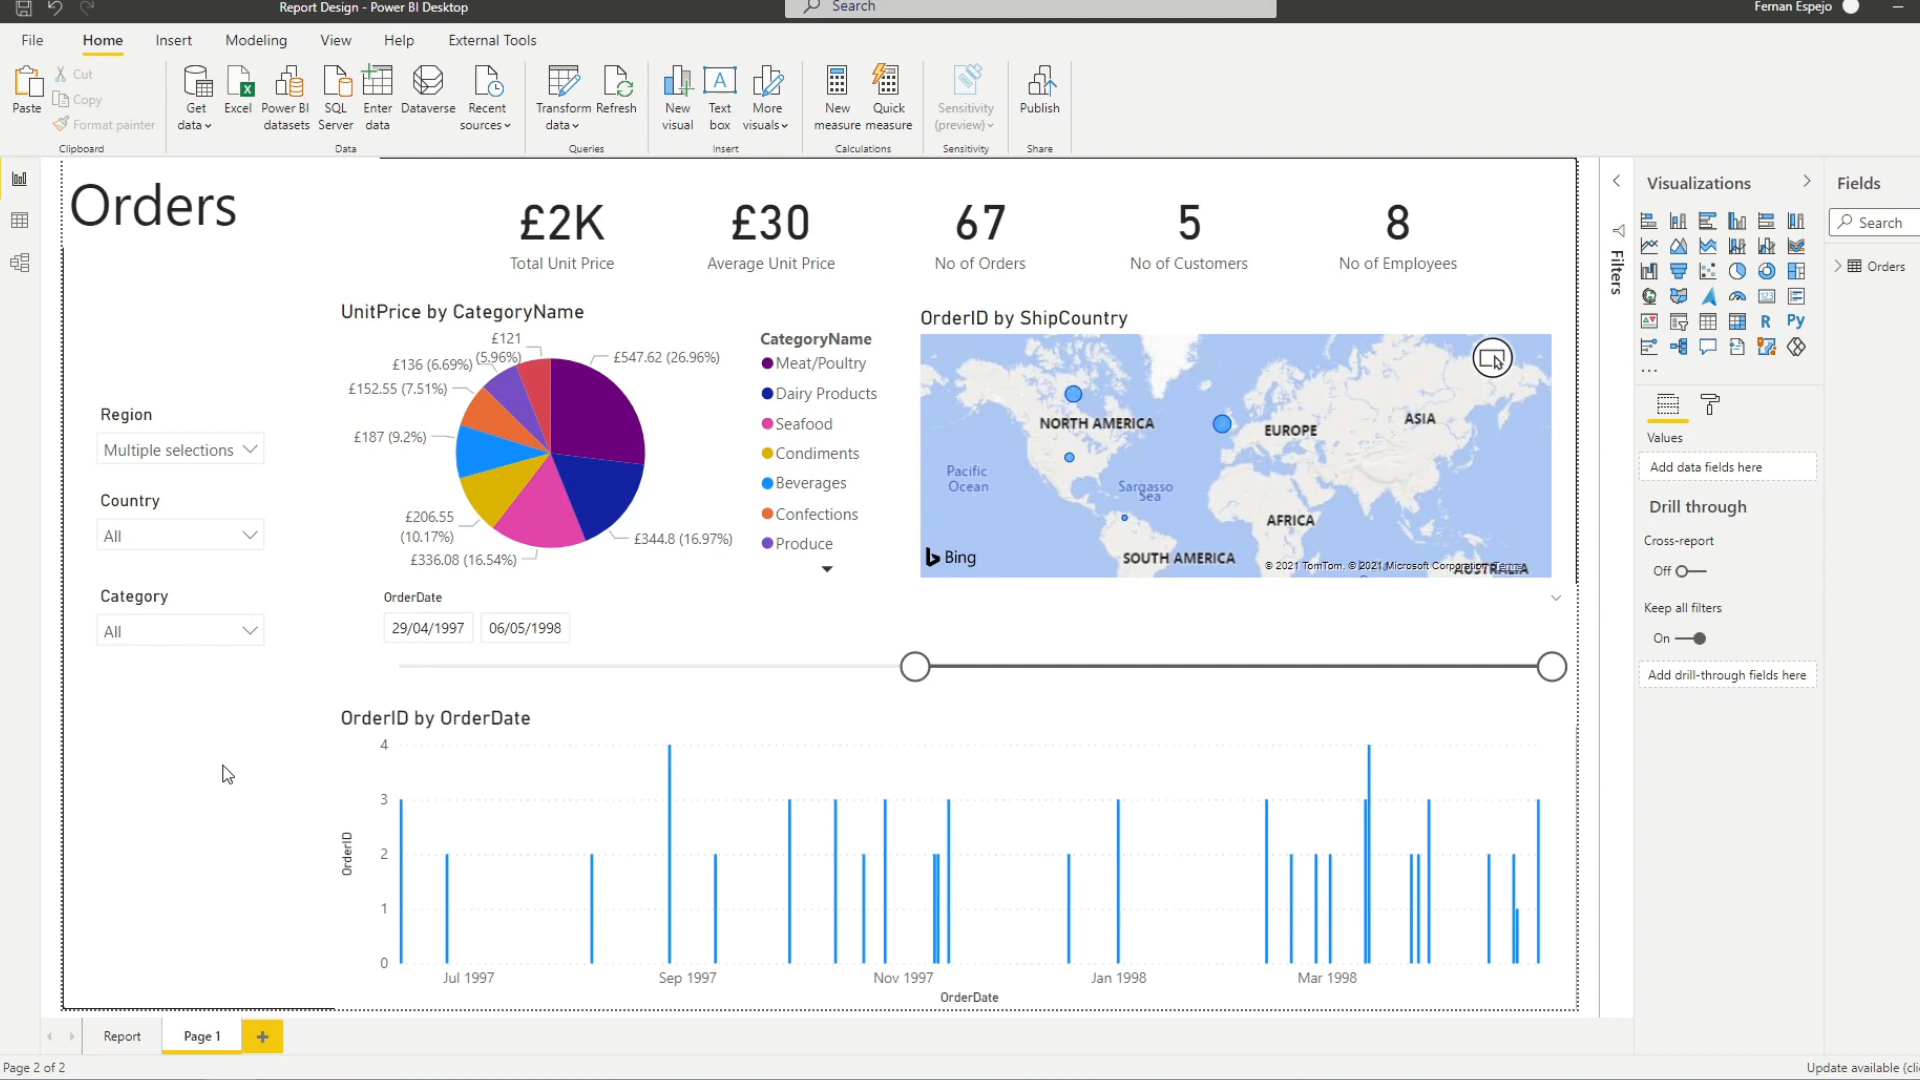 Report Design - Power BI Desktop
Search
Fernan Espejo
File
Home
Insert
Modeling
View
Help
External Tools
Paste
Cut
Copy
Format painter
Clipboard
Get data
Excel
Power BI datasets
SQL Server
Enter data
Dataverse
Recent sources
Data
Transform data
Refresh
Queries
New visual
A
Text box
More visuals
Insert
New measure
Quick measure
Calculations
Sensitivity (preview)
Sensitivity
Publish
Share
Orders
£2K
Total Unit Price
£30
Average Unit Price
67
No of Orders
5
No of Customers
8
No of Employees
Region
Multiple selections
Country
All
Category
All
UnitPrice by CategoryName
£121
(5.96%)
£136 (6.69%)
£152.55 (7.51%)
£187 (9.2%)
£206.55
(10.17%)
£336.08 (16.54%)
£547.62 (26.96%)
£344.8 (16.97%)
CategoryName
Meat/Poultry
Dairy Products
Seafood
Condiments
Beverages
Confections
Produce
OrderID by ShipCountry
NORTH AMERICA
EUROPE
ASIA
Pacific
Ocean
Sargasso
Sea
AFRICA
SOUTH AMERICA
AUSTRALIA
Bing
© 2021 TomTom, © 2021 Microsoft Corporation Terms
OrderDate
29/04/1997
06/05/1998
OrderID by OrderDate
4
3
2
1
0
OrderID
Jul 1997
Sep 1997
Nov 1997
Jan 1998
Mar 1998
OrderDate
Filters
Visualizations
123
R
Py
Values
Add data fields here
Drill through
Cross-report
Off
Keep all filters
On
Add drill-through fields here
Fields
Search
Orders
Report
Page 1
Page 2 of 2
Update available (cli